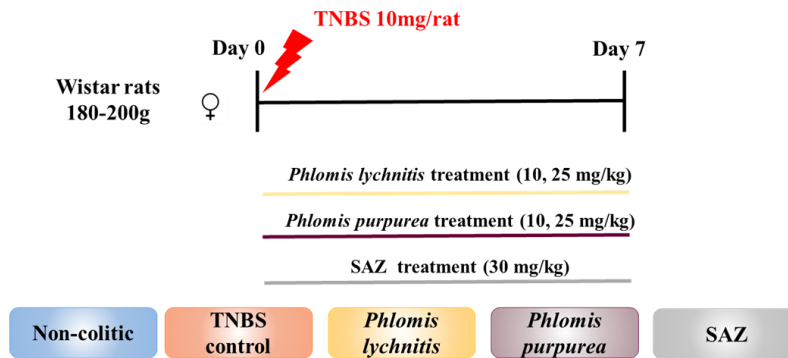 TNBS 10mg/rat
Day 0
Day 7
Wistar rats
180-200g
♀
Phlomis lychnitis treatment (10, 25 mg/kg)
Phlomis purpurea treatment (10, 25 mg/kg)
SAZ treatment (30 mg/kg)
Non-colitic
TNBS
control
Phlomis
lychnitis
Phlomis
purpurea
SAZ